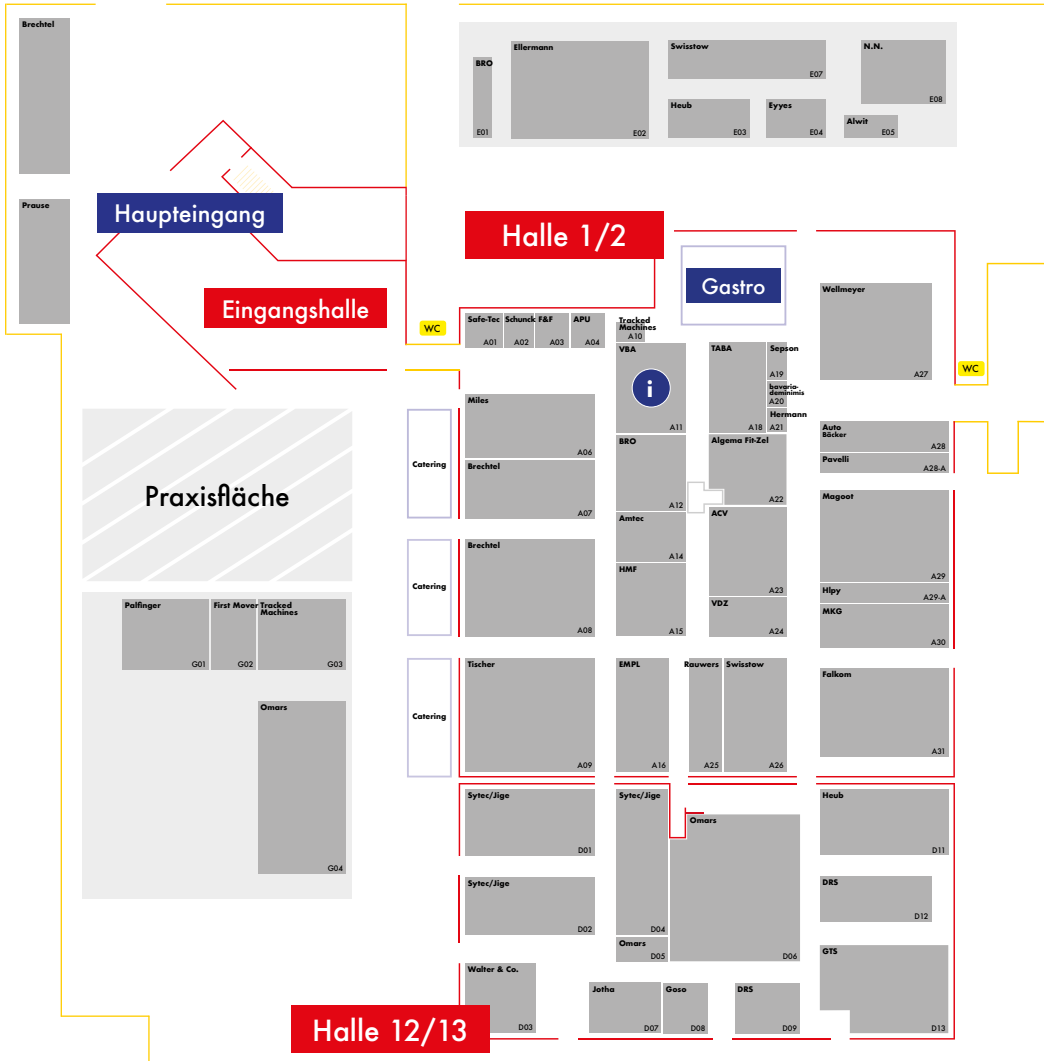 Brechtel
Prause
Haupteingang
Eingangshalle
WC
BRO
E01
Ellermann
E02
Swisstow
E07
Heub
E03
Eyyes
E04
Alwit
E05
N.N.
E08
Halle 1/2
Gastro
Safe-Tec
A01
Schunck
A02
F&F
A03
APU
A04
Tracked
Machines
A10
VBA
i
A11
TABA
A18
Sepson
A19
bavaria-
deminimis
A20
Hermann
A21
Wellmeyer
A27
WC
Miles
A06
Brechtel
A07
Catering
BRO
A12
Algema Fit-Zel
A22
Auto
Bäcker
A28
Pavelli
A28-A
Praxisfläche
Brechtel
A08
Catering
Amtec
A14
HMF
A15
ACV
A23
VDZ
A24
Magoot
A29
Hlpy
A29-A
MKG
A30
Palfinger
G01
First Mover
G02
Tracked
Machines
G03
Omars
G04
Catering
Tischer
A09
EMPL
A16
Rauwers
A25
Swisstow
A26
Falkom
A31
Sytec/Jige
D01
Sytec/Jige
D02
Sytec/Jige
D04
Omars
D05
Omars
D06
Heub
D11
DRS
D12
GTS
D13
Walter & Co.
D03
Jotha
D07
Goso
D08
DRS
D09
Halle 12/13